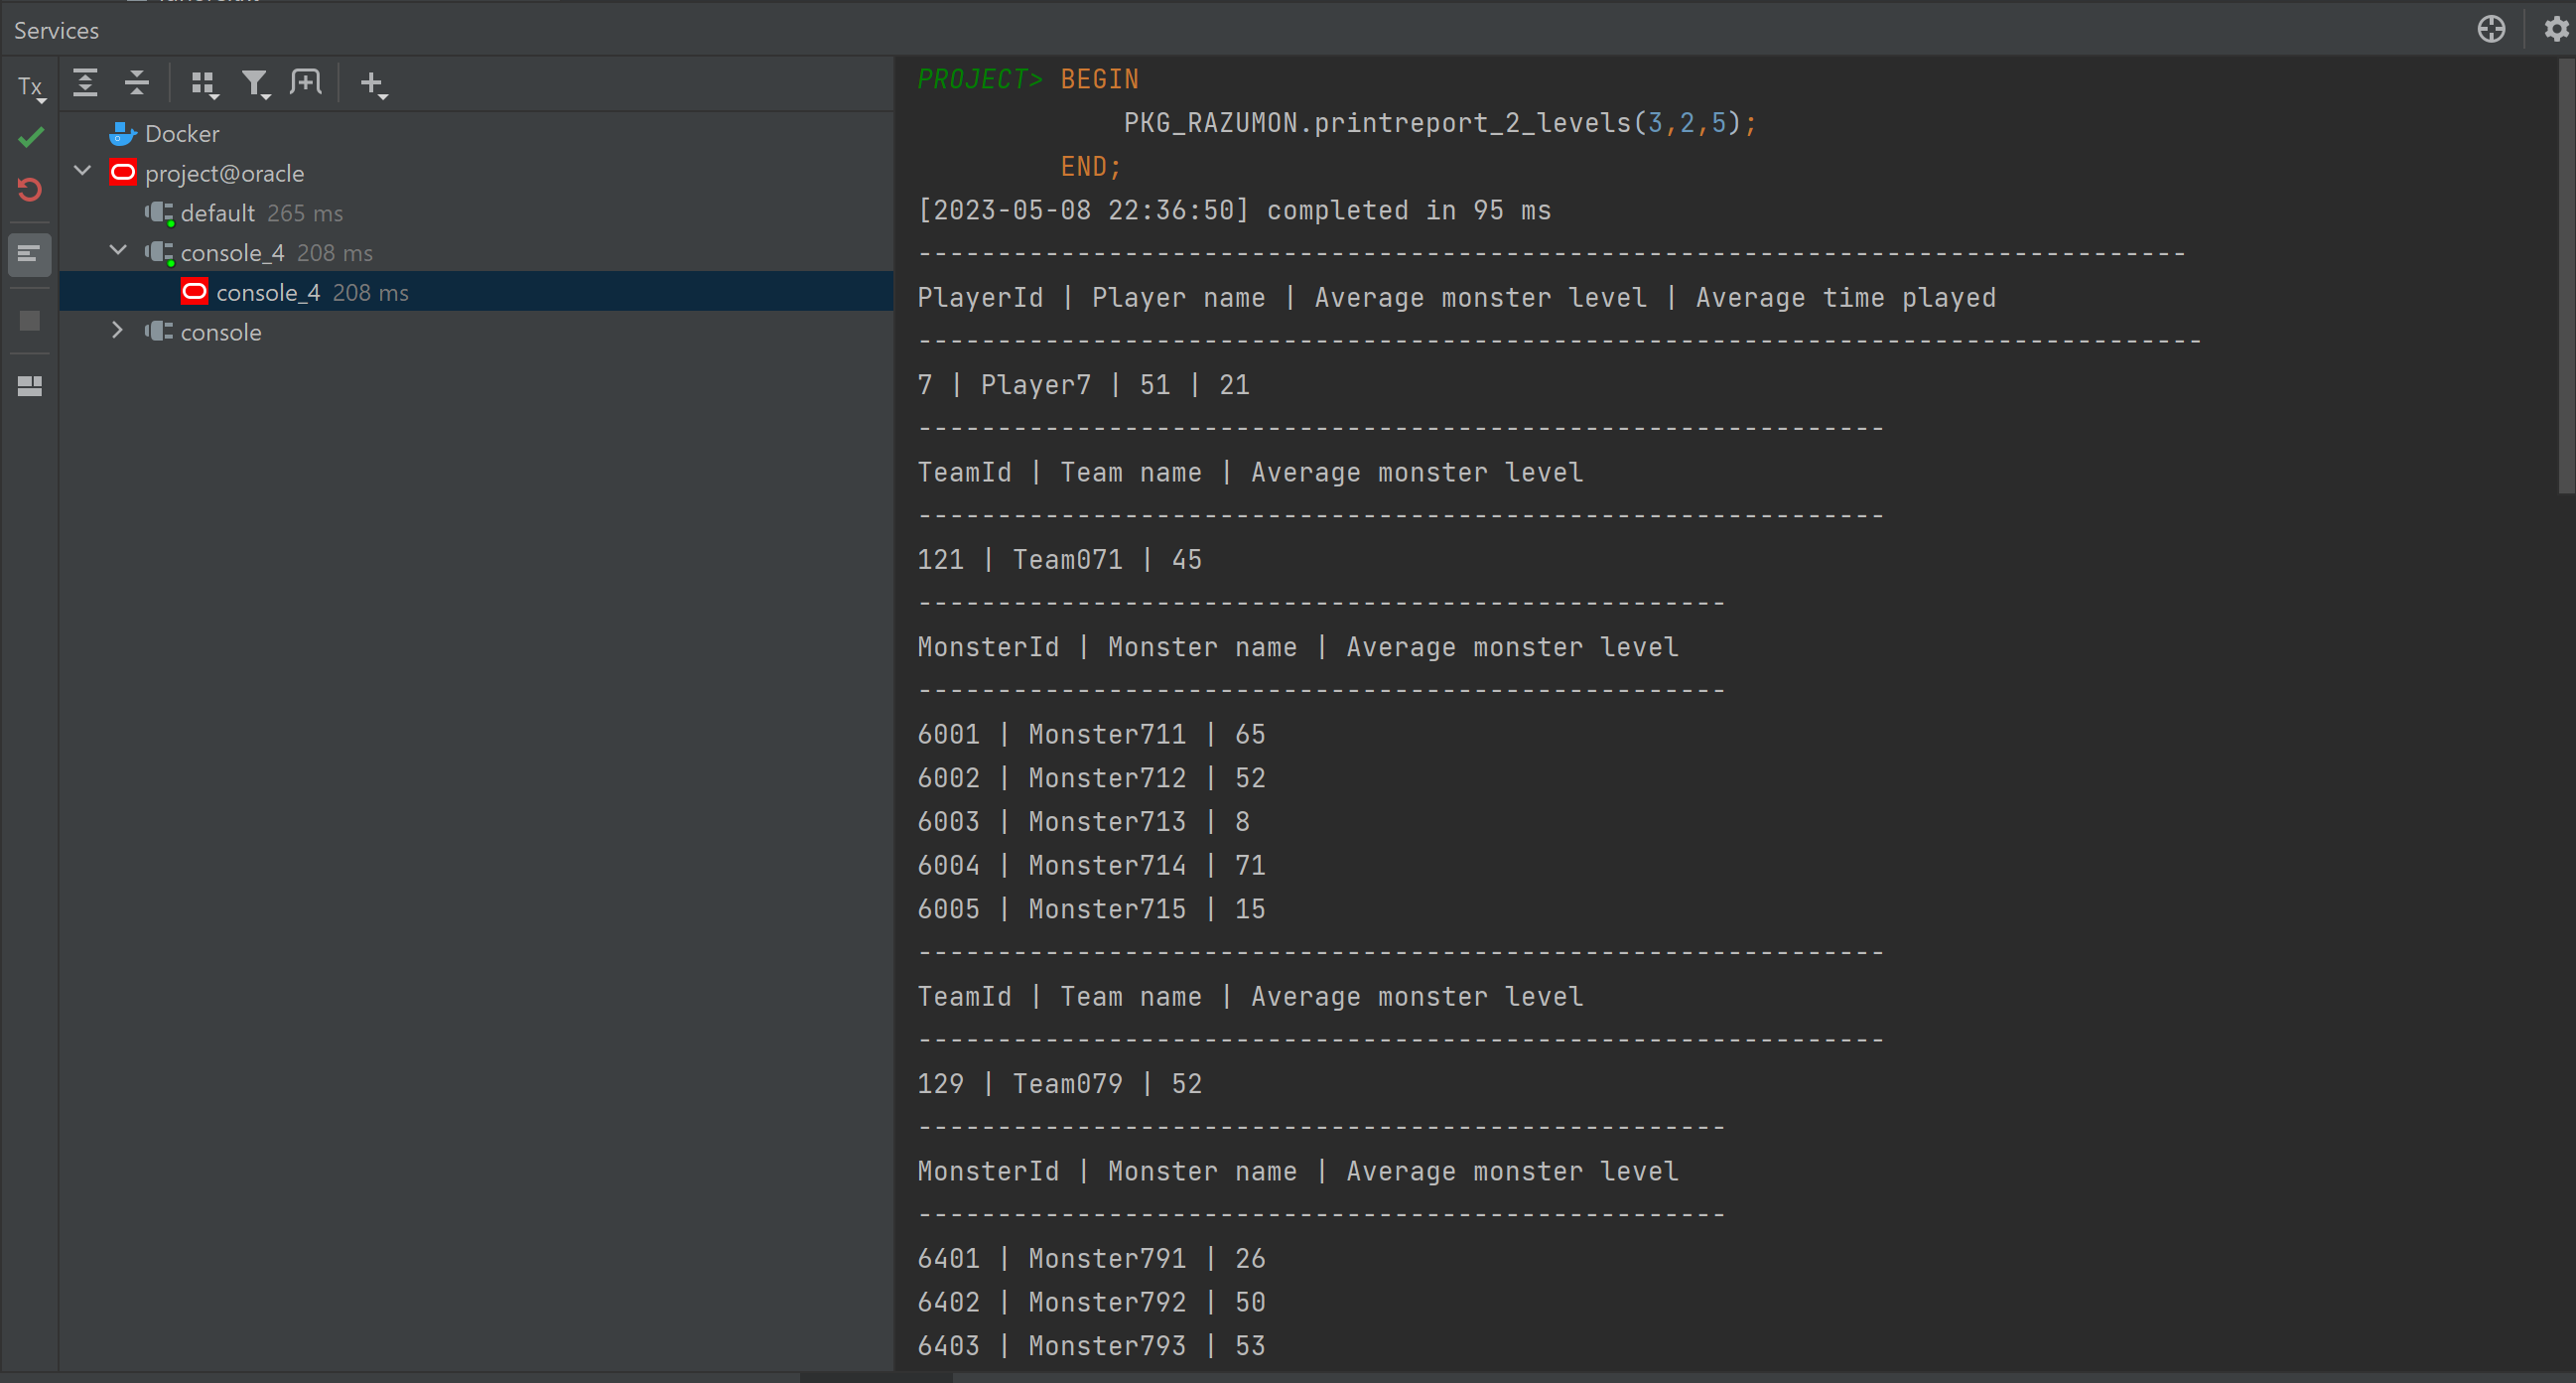 Services
Tx
Docker
project@oracle
default 265 ms
console_4 208 ms
console_4 208 ms
console
PROJECT> BEGIN
PKG_RAZUMON.printreport_2_levels(3,2,5);
END;
[2023-05-08 22:36:50] completed in 95 ms
--------------------------------------------------------------------------------
PlayerId | Player name | Average monster level | Average time played
---------------------------------------------------------------------------------
7 | Player7 | 51 | 21
-------------------------------------------------------------
TeamId | Team name | Average monster level
-------------------------------------------------------------
121 | Team071 | 45
---------------------------------------------------
MonsterId | Monster name | Average monster level
---------------------------------------------------
6001 | Monster711 | 65
6002 | Monster712 | 52
6003 | Monster713 | 8
6004 | Monster714 | 71
6005 | Monster715 | 15
-------------------------------------------------------------
TeamId | Team name | Average monster level
-------------------------------------------------------------
129 | Team079 | 52
---------------------------------------------------
MonsterId | Monster name | Average monster level
---------------------------------------------------
6401 | Monster791 | 26
6402 | Monster792 | 50
6403 | Monster793 | 53